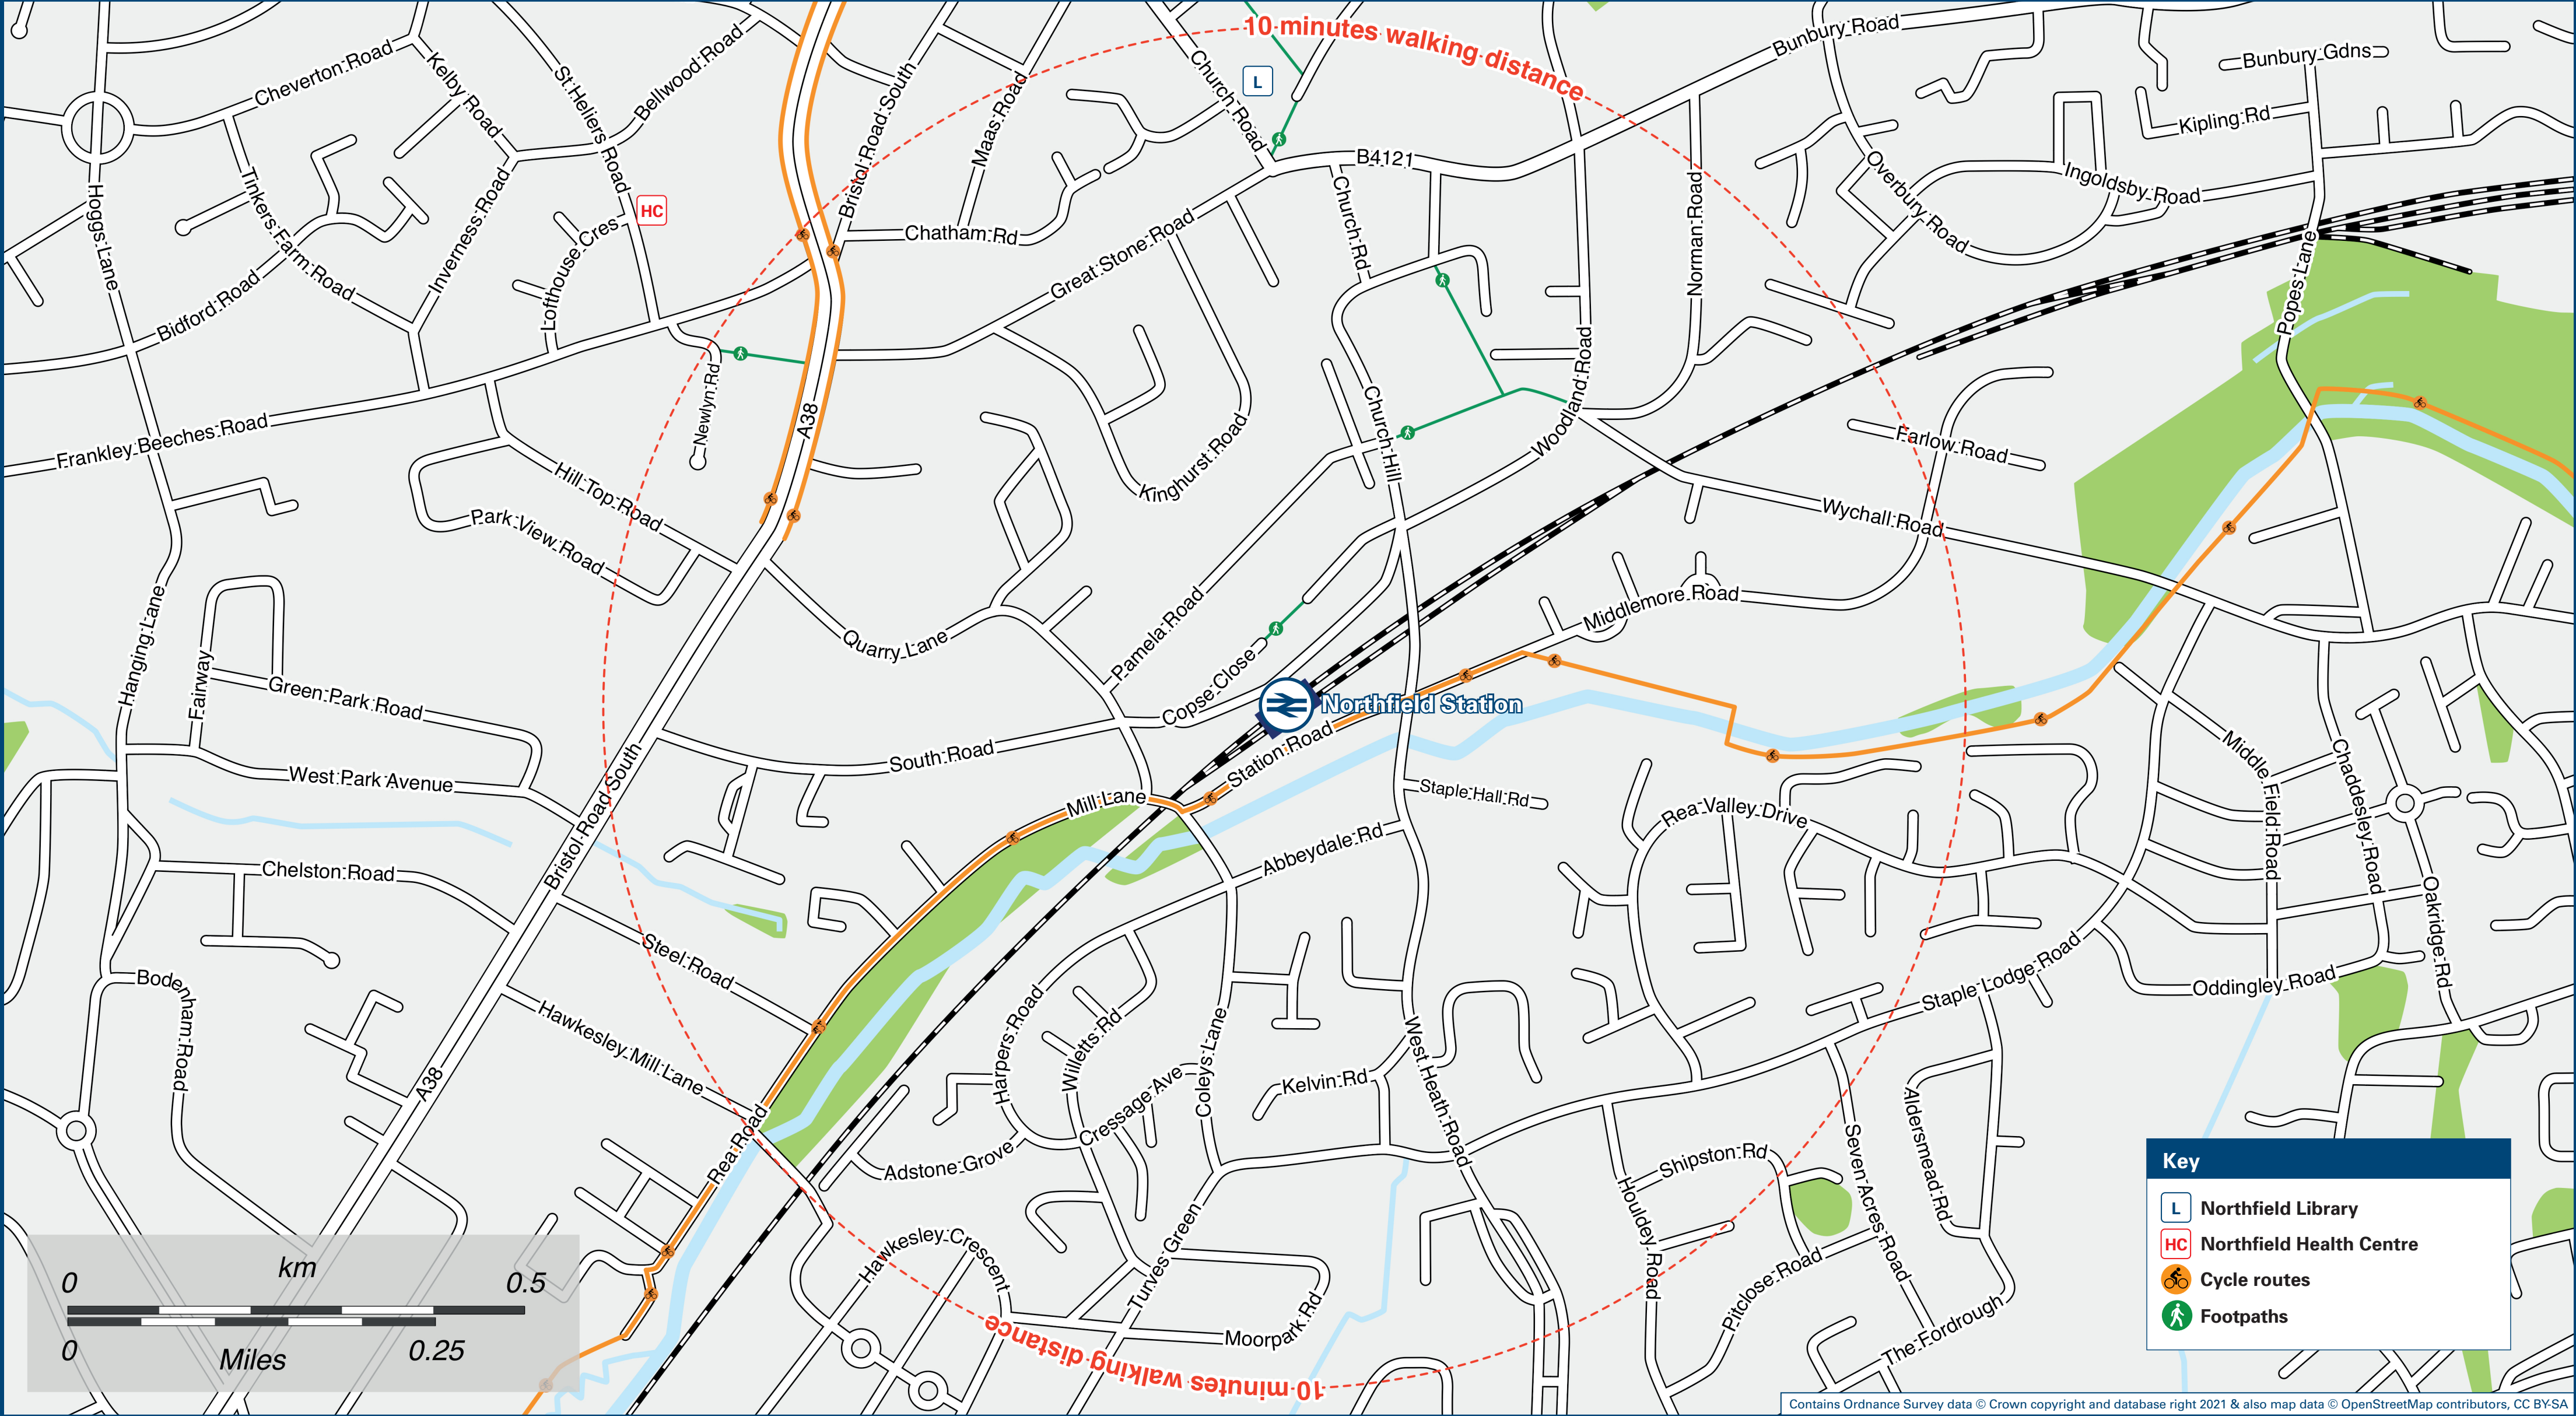 10 minutes walking distance
Bunbury Road
Bunbury Gdns
Cheverton Road
Kelby Road
St Heliers Road
Bellwood Road
Bristol Road South
Maas Road
Church Road
L
B4121
Kipling Rd
Overbury Road
Ingoldsby Road
Hoggs Lane
Tinkers Farm Road
Inverness Road
HC
Lofthouse Cres
Chatham Rd
Great Stone Road
Church Rd
Norman Road
Popes Lane
Bidford Road
Newlyn Rd
A38
Frankley Beeches Road
Hill Top Road
Park View Road
Kinghurst Road
Church Hill
Woodland Road
Farlow Road
Wychall Road
Hanging Lane
Fairway
Green Park Road
Quarry Lane
Pamela Road
Copse Close
Middlemore Road
Northfield Station
Station Road
South Road
West Park Avenue
Bristol Road South
Mill Lane
Staple Hall Rd
Abbeydale Rd
Rea Valley Drive
Middle Field Road
Chaddesley Road
Oakridge Rd
Chelston Road
Steel Road
Bodenham Road
Hawkesley Mill Lane
A38
Harpers Road
Willetts Rd
Coleys Lane
Cressage Ave
Kelvin Rd
West Heath Road
Staple Lodge Road
Oddingley Road
Rea Road
Adstone Grove
Shipston Rd
Houldey Road
Seven Acres Road
Aldersmead Rd
Hawkesley Crescent
Turves Green
Moorpark Rd
Pitclose Road
The Fordrough
10 minutes walking distance
km
0
0.5
0
Miles
0.25
Key
L Northfield Library
HC Northfield Health Centre
Cycle routes
Footpaths
Contains Ordnance Survey data © Crown copyright and database right 2021 & also map data © OpenStreetMap contributors, CC BY-SA